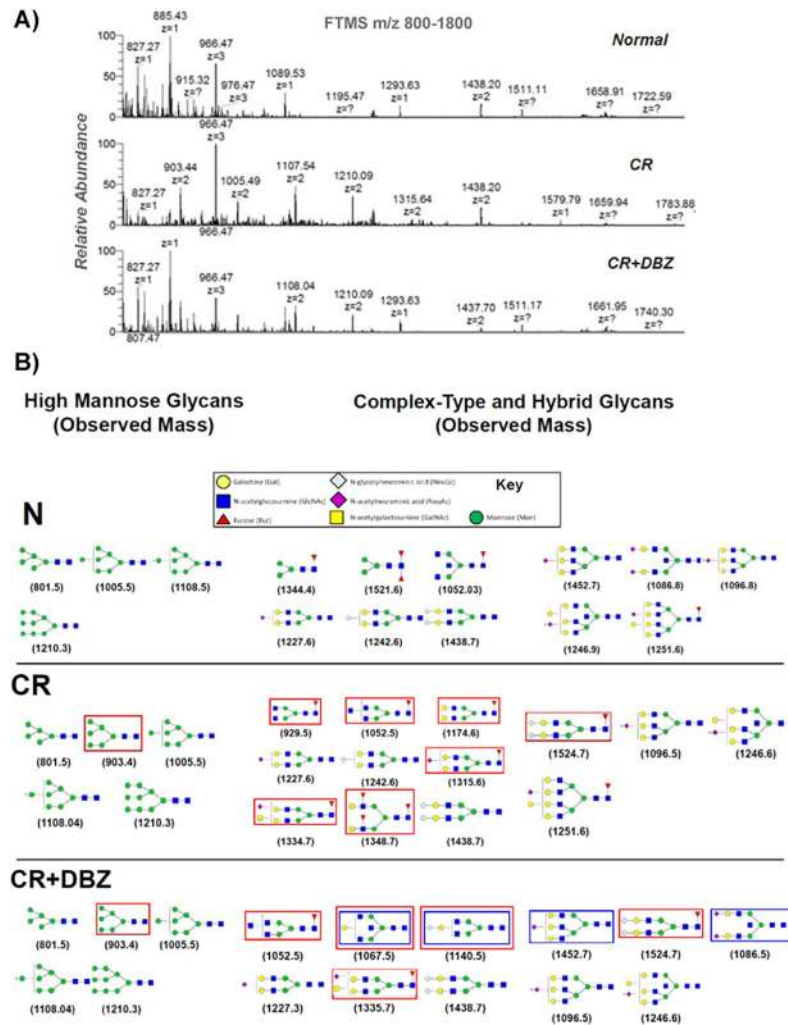 A)
FTMS m/z 800-1800
Normal
885.43
z=1
827.27
z=1
966.47
z=3
915.32
z=?
976.47
z=3
1089.53
z=1
1195.47
z=?
1293.63
z=1
1438.20
z=2
1511.11
z=?
1658.91
z=?
1722.59
z=?
100
50
0
CR
966.47
z=3
903.44
z=2
827.27
z=1
1005.49
z=2
1107.54
z=2
1210.09
z=2
1315.64
z=2
1438.20
z=2
1579.79
z=1
1659.94
z=?
1783.88
z=?
100
50
0
Relative Abundance
CR+DBZ
z=1
966.47
827.27
z=1
966.47
z=3
1108.04
z=2
1210.09
z=2
1293.63
z=1
1437.70
z=2
1511.17
z=?
1661.95
z=?
1740.30
z=?
100
50
0
807.47
B)
High Mannose Glycans
(Observed Mass)
Complex-Type and Hybrid Glycans
(Observed Mass)
Key
Galactose (Gal)
N-glycolylneuraminic acid (NeuGc)
N-acetylglucosamine (GlcNAc)
N-acetylneuraminic acid (NeuAc)
Fucose (Fuc)
N-acetylgalactosamine (GalNAc)
Mannose (Man)
N
(801.5) (1005.5) (1108.5)
(1344.4) (1521.6) (1052.03)
(1452.7) (1086.8) (1096.8)
(1210.3)
(1227.6) (1242.6) (1438.7)
(1246.9) (1251.6)
CR
(801.5) (903.4) (1005.5)
(929.5) (1052.5) (1174.6)
(1524.7) (1096.5) (1246.6)
(1227.6) (1242.6) (1315.6)
(1108.04) (1210.3)
(1334.7) (1348.7) (1438.7)
(1251.6)
CR+DBZ
(801.5) (903.4) (1005.5)
(1052.5) (1067.5) (1140.5)
(1452.7) (1524.7) (1086.5)
(1108.04) (1210.3)
(1227.3) (1335.7) (1438.7)
(1096.5) (1246.6)